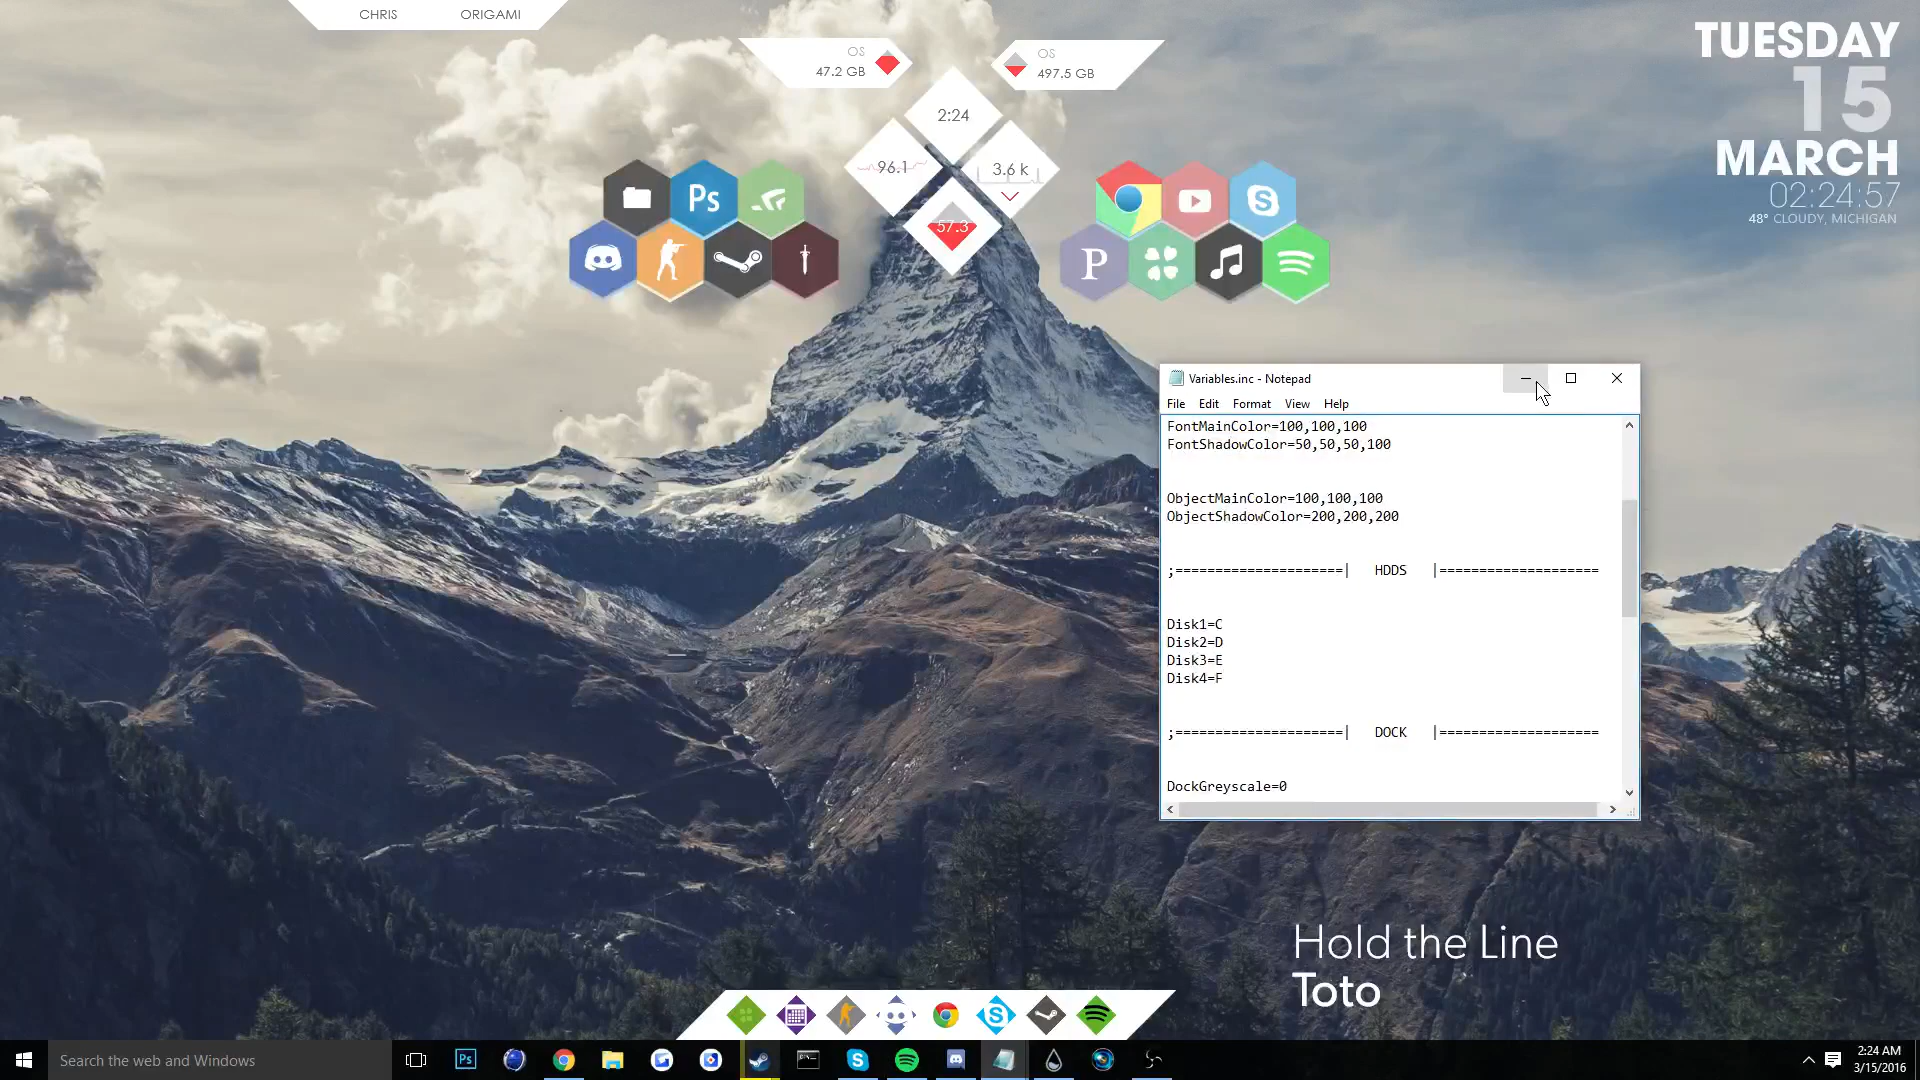 CHRIS ORIGAMI
OS
47.2 GB
OS
497.5 GB
2:24
96.1
3.6 k
57.3
Ps
P
TUESDAY
15
MARCH
02:24:57
48° CLOUDY, MICHIGAN
Variables.inc - Notepad
File Edit Format View Help
FontMainColor=100,100,100
FontShadowColor=50,50,50,100
ObjectMainColor=100,100,100
ObjectShadowColor=200,200,200
;=====================| HDDS |====================
Disk1=C
Disk2=D
Disk3=E
Disk4=F
;=====================| DOCK |====================
DockGreyscale=0
Hold the Line
Toto
Search the web and Windows
Ps
2:24 AM
3/15/2016